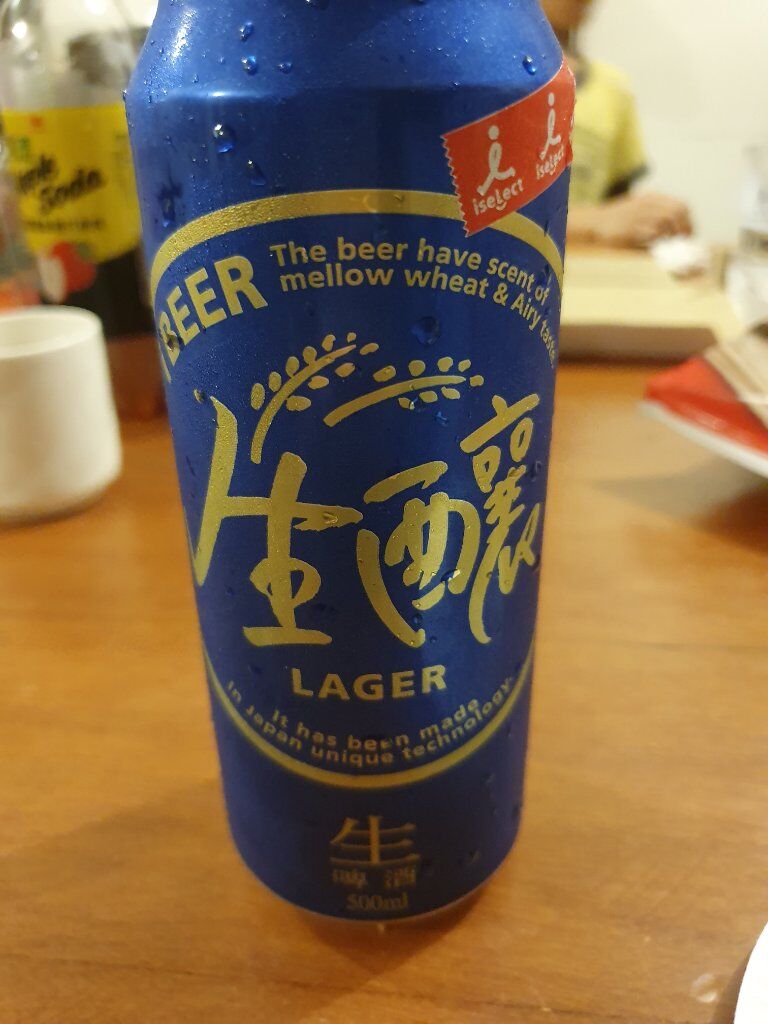 iselect
iselect
BEER
The beer have scent of
mellow wheat & Airy taste
生釀
LAGER
It has been made
in Japan unique technology.
生
啤酒
500ml
Soda